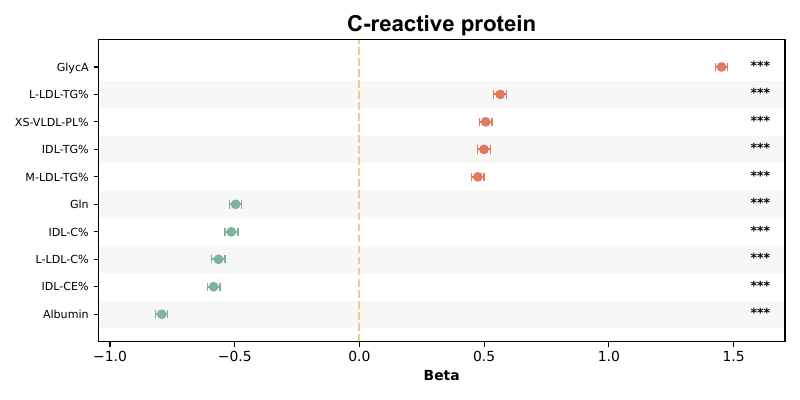 C-reactive protein
GlycA ***
L-LDL-TG% ***
XS-VLDL-PL% ***
IDL-TG% ***
M-LDL-TG% ***
Gln ***
IDL-C% ***
L-LDL-C% ***
IDL-CE% ***
Albumin ***
−1.0 −0.5 0.0 0.5 1.0 1.5
Beta